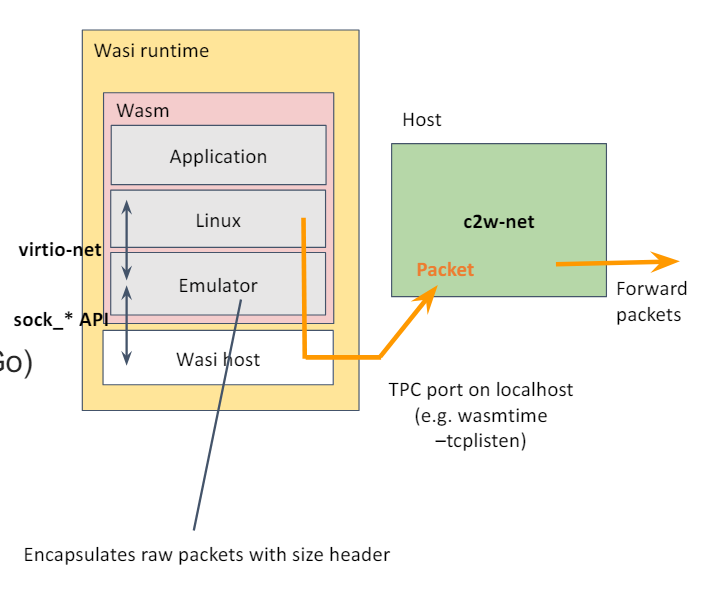 Wasi runtime
Wasm
Application
Linux
virtio-net
Emulator
sock_* API
Wasi host
Go)
Host
c2w-net
Packet
Forward
packets
TPC port on localhost
(e.g. wasmtime
–tcplisten)
Encapsulates raw packets with size header